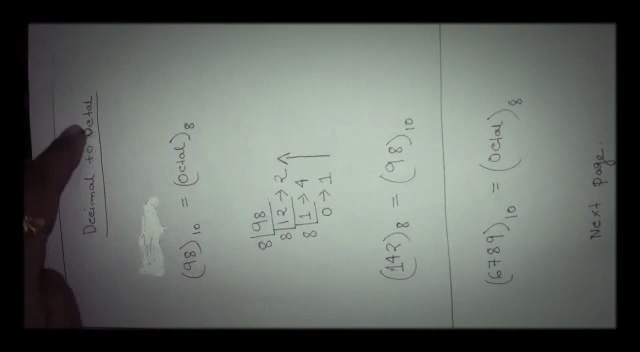 Decimal to Octal
(98)10 = (Octal)8
8 98
8 12 → 2
8 1 → 4
0 → 1
(142)8 = (98)10
(6789)10 = (Octal)8
Next Page.